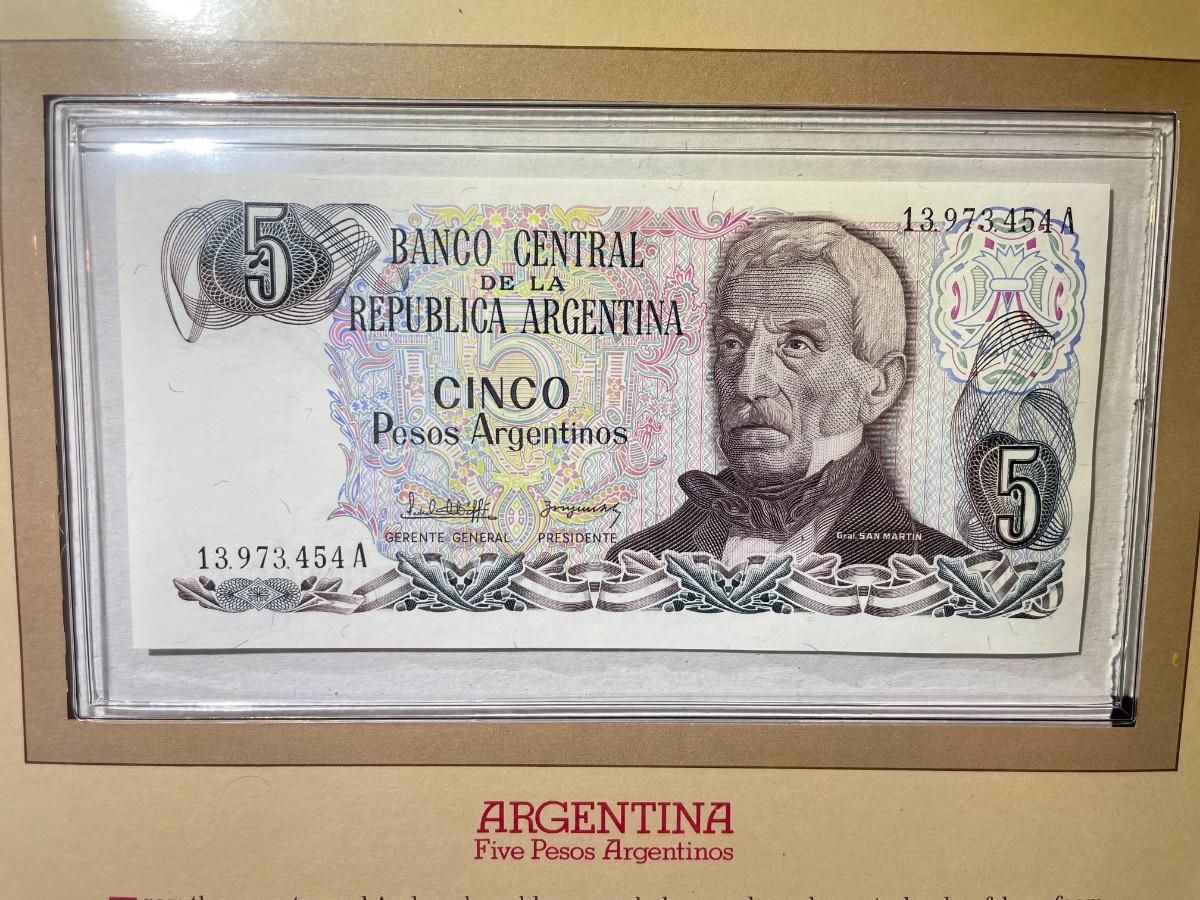 5
13.973.454 A
BANCO CENTRAL
DE LA
REPUBLICA ARGENTINA
5
CINCO
Pesos Argentinos
GERENTE GENERAL PRESIDENTE
Gral. SAN MARTIN
5
13.973.454 A
ARGENTINA
Five Pesos Argentinos